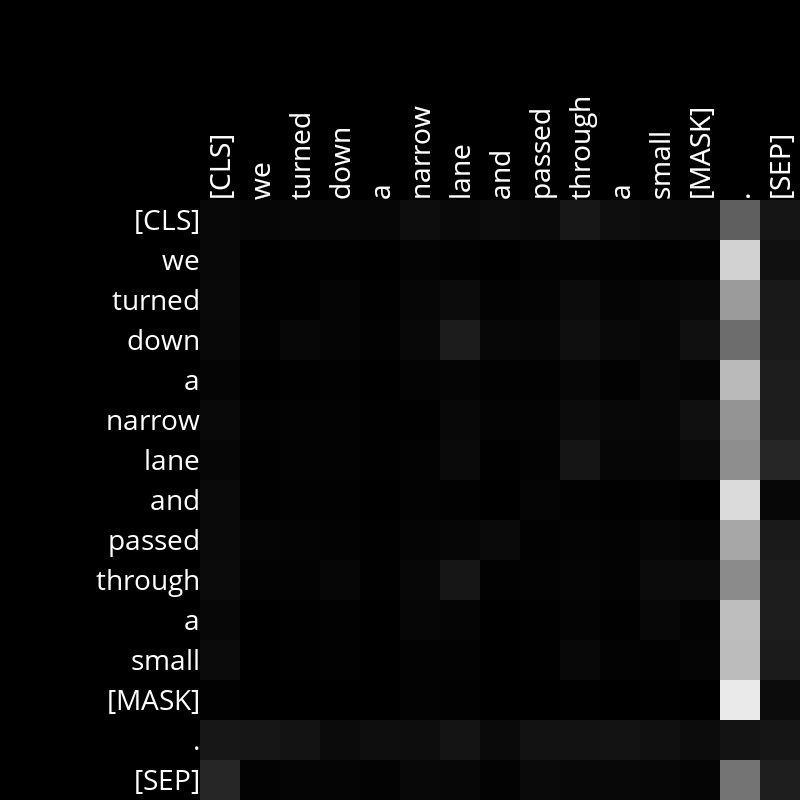 [CLS] we turned down a narrow lane and passed through a small [MASK] . [SEP]
[CLS]
we
turned
down
a
narrow
lane
and
passed
through
a
small
[MASK]
.
[SEP]